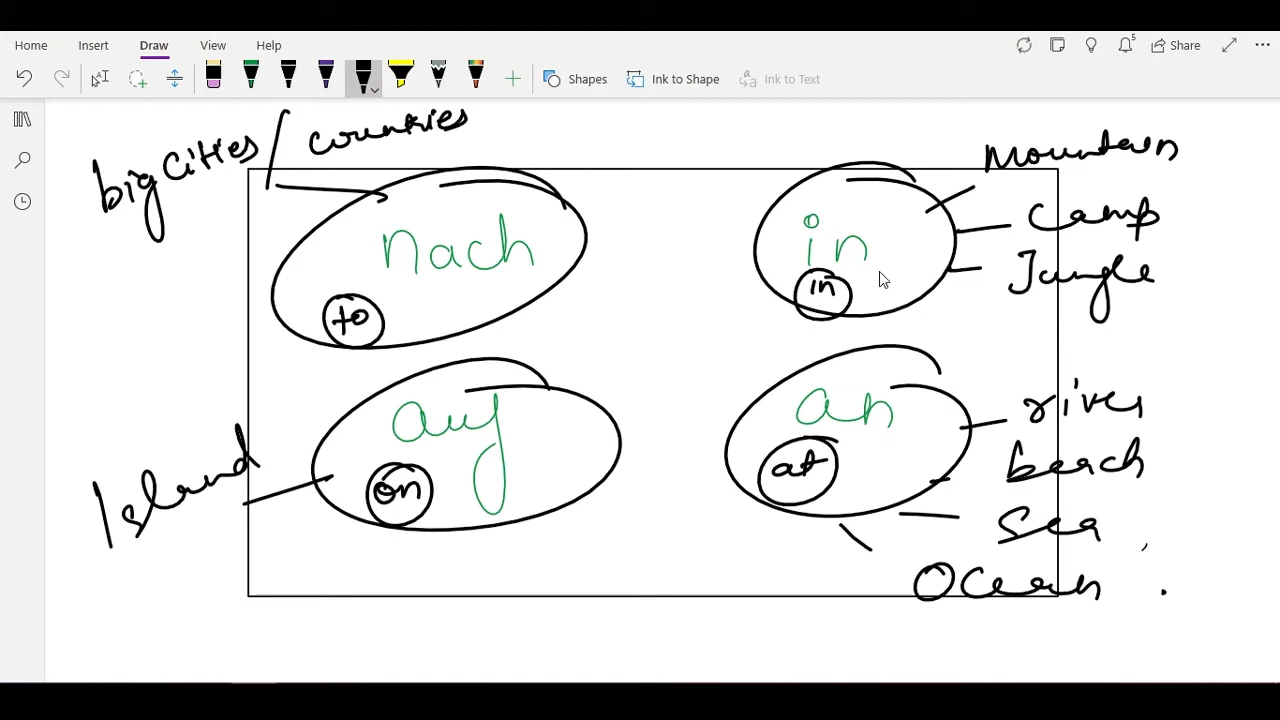 Home Insert Draw View Help
5 Share
Shapes Ink to Shape Ink to Text
big Cities / countries
nach
to
in
in
Mountain
Camp
Jungle
auf
on
Island
an
at
river
beach
Sea
Ocean